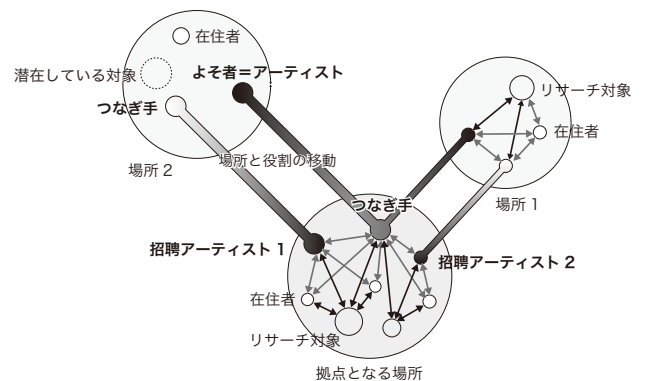 在住者
潜在している対象
よそ者＝アーティスト
つなぎ手
場所と役割の移動
場所 2
リサーチ対象
在住者
場所 1
つなぎ手
招聘アーティスト 1
招聘アーティスト 2
在住者
リサーチ対象
拠点となる場所